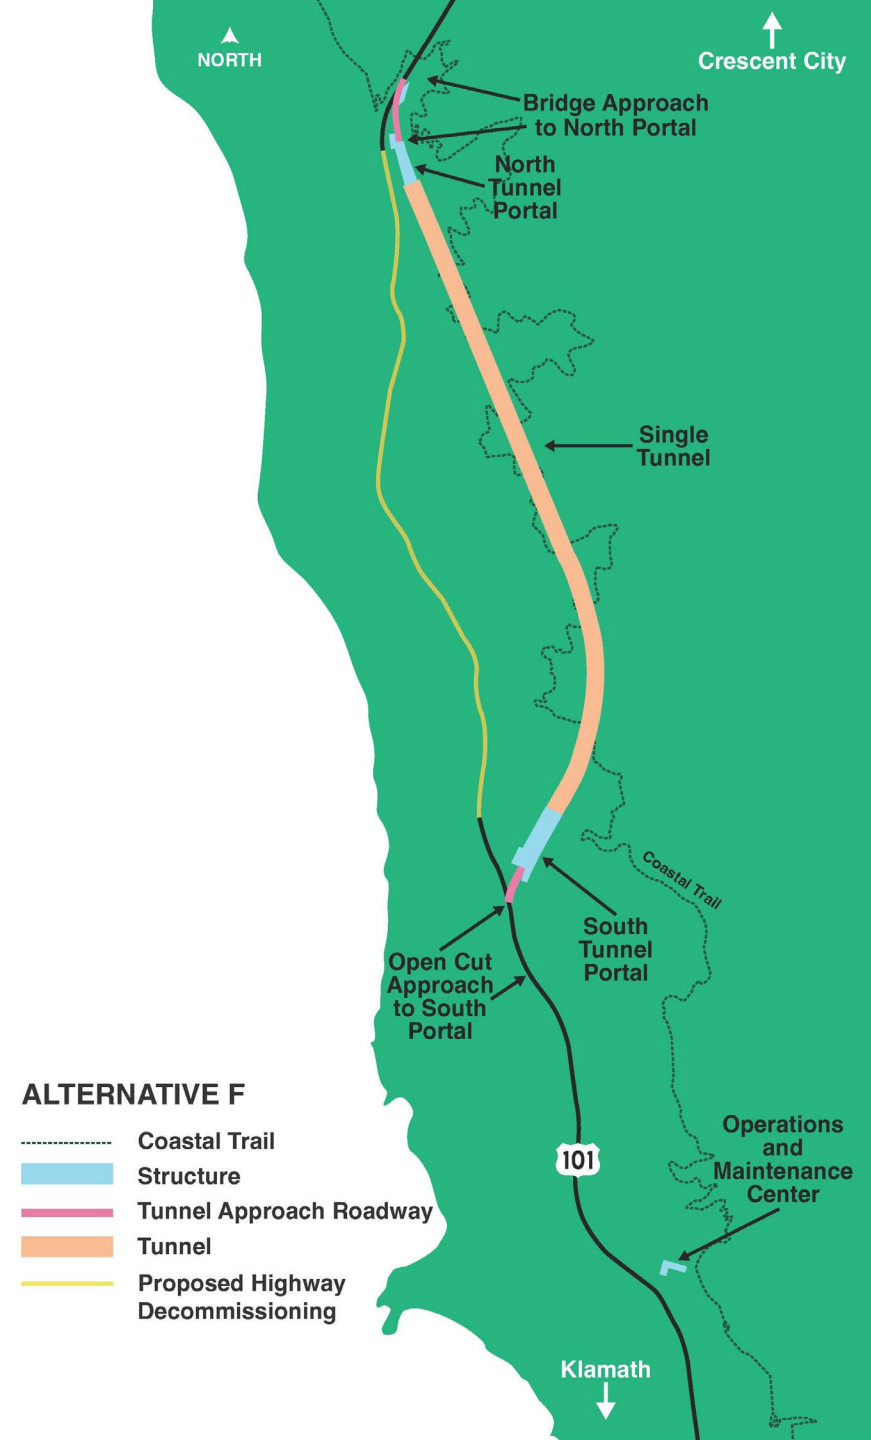 NORTH
Crescent City
Bridge Approach
to North Portal
North
Tunnel
Portal
Single
Tunnel
Coastal Trail
South
Tunnel
Portal
Open Cut
Approach
to South
Portal
ALTERNATIVE F
Coastal Trail
Structure
Tunnel Approach Roadway
Tunnel
Proposed Highway
Decommissioning
101
Operations
and
Maintenance
Center
Klamath